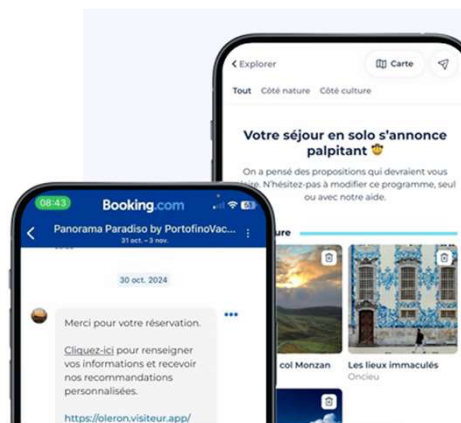 Explorer
Carte
Tout Côté nature Côté culture
Votre séjour en solo s'annonce
palpitant
On a pensé des propositions qui devraient vous
N'hésitez-pas à modifier ce programme, seul
ou avec notre aide.
08:43
Booking.com
Panorama Paradiso by PortofinoVac...
31 oct. – 3 nov.
30 oct. 2024
Merci pour votre réservation.
Cliquez-ici pour renseigner
vos informations et recevoir
nos recommandations
personnalisées.
https://oleron.visiteur.app/
col Monzan
Les lieux immaculés
Oncieu